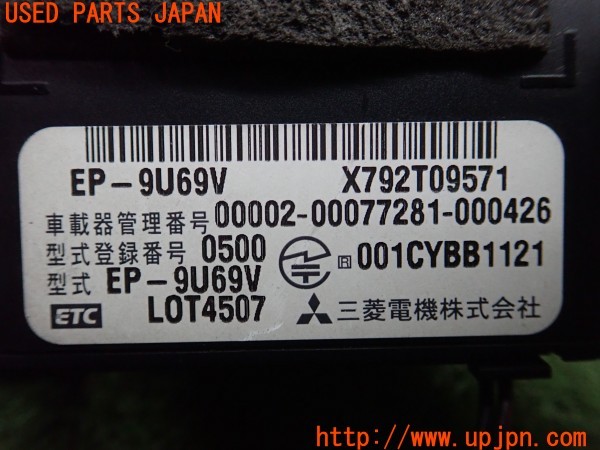 USED PARTS JAPAN
EP-9U69V X792T09571
車載器管理番号 00002-00077281-000426
型式登録番号 0500 R 001CYBB1121
型式 EP-9U69V
ETC LOT4507 三菱電機株式会社
UPJ http://www.upjpn.com/